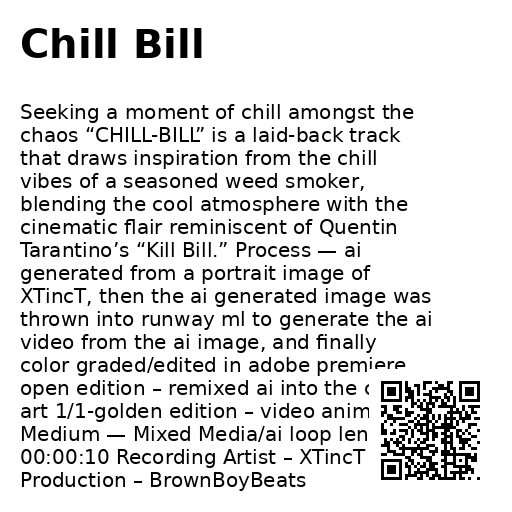 Chill Bill
Seeking a moment of chill amongst the
chaos “CHILL-BILL” is a laid-back track
that draws inspiration from the chill
vibes of a seasoned weed smoker,
blending the cool atmosphere with the
cinematic flair reminiscent of Quentin
Tarantino’s “Kill Bill.” Process — ai
generated from a portrait image of
XTincT, then the ai generated image was
thrown into runway ml to generate the ai
video from the ai image, and finally
color graded/edited in adobe premiere
open edition – remixed ai into the
art 1/1-golden edition – video anim
Medium — Mixed Media/ai loop len
00:00:10 Recording Artist – XTincT
Production – BrownBoyBeats